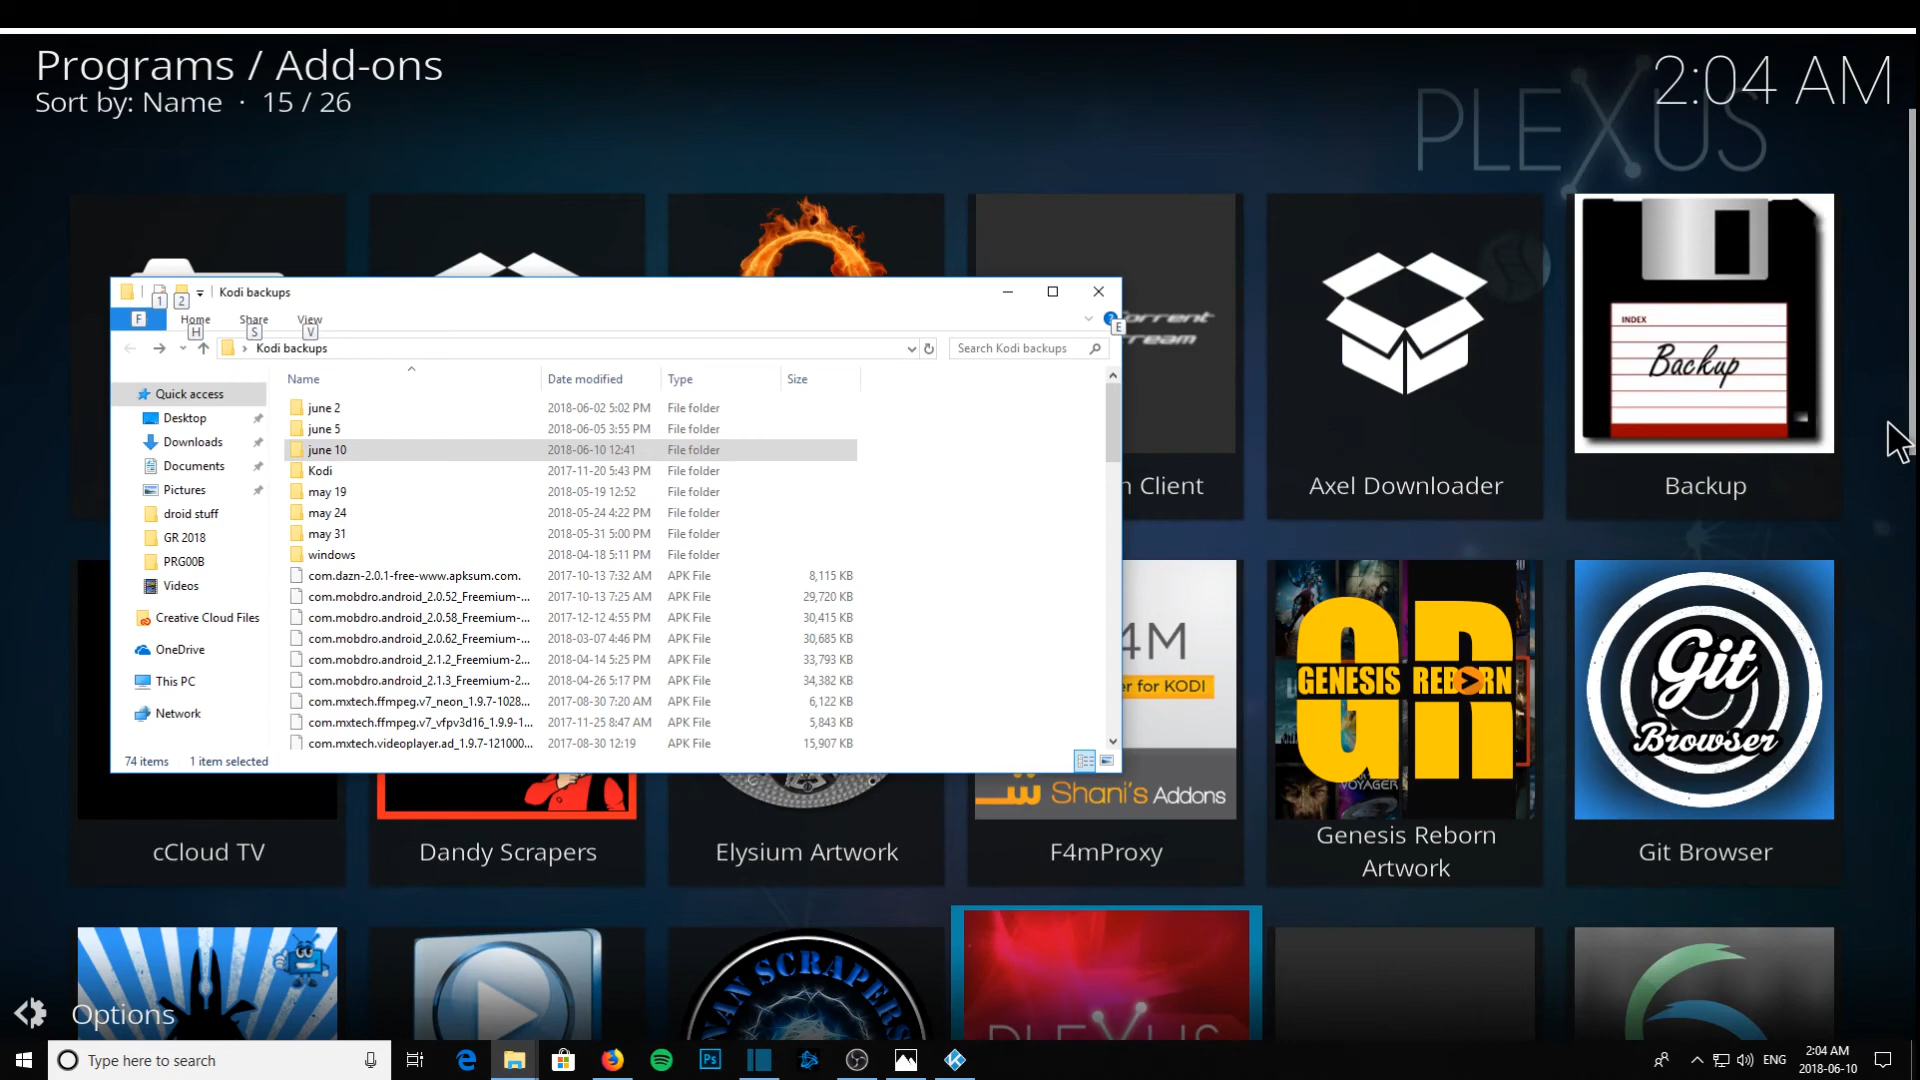 Programs / Add-ons
Sort by: Name · 15 / 26
2:04 AM
PLEXUS
1 2 Kodi backups
F Home Share View
H S V E
Kodi backups
Search Kodi backups
Name Date modified Type Size
Quick access
Desktop
Downloads
Documents
Pictures
droid stuff
GR 2018
PRG00B
Videos
Creative Cloud Files
OneDrive
This PC
Network
june 2 2018-06-02 5:02 PM File folder
june 5 2018-06-05 3:55 PM File folder
june 10 2018-06-10 12:41 File folder
Kodi 2017-11-20 5:43 PM File folder
may 19 2018-05-19 12:52 File folder
may 24 2018-05-24 4:22 PM File folder
may 31 2018-05-31 5:00 PM File folder
windows 2018-04-18 5:11 PM File folder
com.dazn-2.0.1-free-www.apksum.com. 2017-10-13 7:32 AM APK File 8,115 KB
com.mobdro.android_2.0.52_Freemium-... 2017-10-13 7:25 AM APK File 29,720 KB
com.mobdro.android_2.0.58_Freemium-... 2017-12-12 4:55 PM APK File 30,415 KB
com.mobdro.android_2.0.62_Freemium-... 2018-03-07 4:46 PM APK File 30,685 KB
com.mobdro.android_2.1.2_Freemium-2... 2018-04-14 5:25 PM APK File 33,793 KB
com.mobdro.android_2.1.3_Freemium-2... 2018-04-26 5:17 PM APK File 34,382 KB
com.mxtech.ffmpeg.v7_neon_1.9.7-1028... 2017-08-30 7:20 AM APK File 6,122 KB
com.mxtech.ffmpeg.v7_vfpv3d16_1.9.9-1... 2017-11-25 8:47 AM APK File 5,843 KB
com.mxtech.videoplayer.ad_1.9.7-121000... 2017-08-30 12:19 APK File 15,907 KB
74 items 1 item selected
n Client
Axel Downloader
INDEX
Backup
Backup
cCloud TV
Dandy Scrapers
Elysium Artwork
4M
er for KODI
Shani's Addons
F4mProxy
GENESIS REBORN
GR
VOYAGER
Genesis Reborn
Artwork
Git
Browser
Git Browser
AN SCRAPERS
PLEXUS
Options
Type here to search
Ps
ENG
2:04 AM
2018-06-10